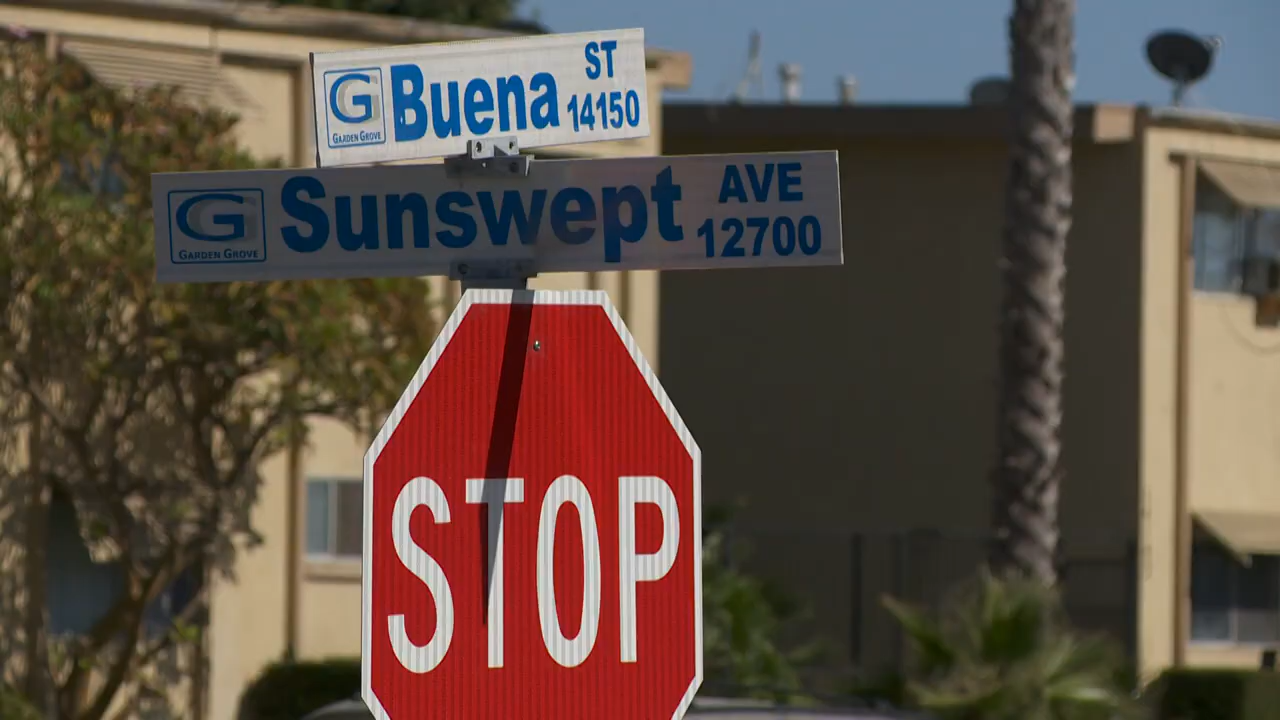 G Buena ST
GARDEN GROVE 14150
G Sunswept AVE
GARDEN GROVE 12700
STOP